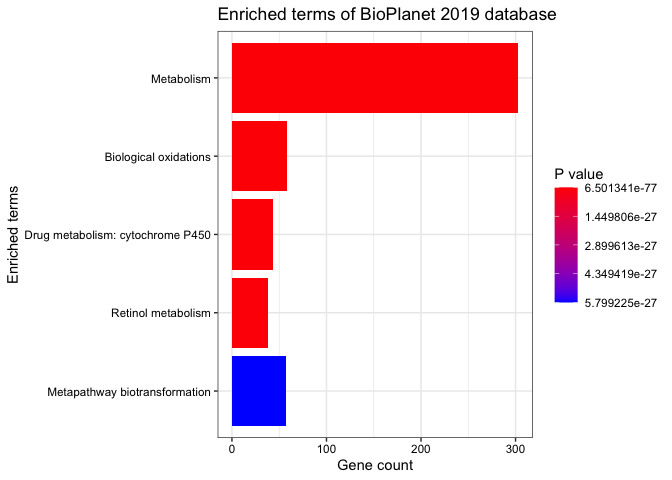 Enriched terms of BioPlanet 2019 database
Enriched terms
Metabolism
Biological oxidations
Drug metabolism: cytochrome P450
Retinol metabolism
Metapathway biotransformation
0
100
200
300
Gene count
P value
6.501341e-77
1.449806e-27
2.899613e-27
4.349419e-27
5.799225e-27